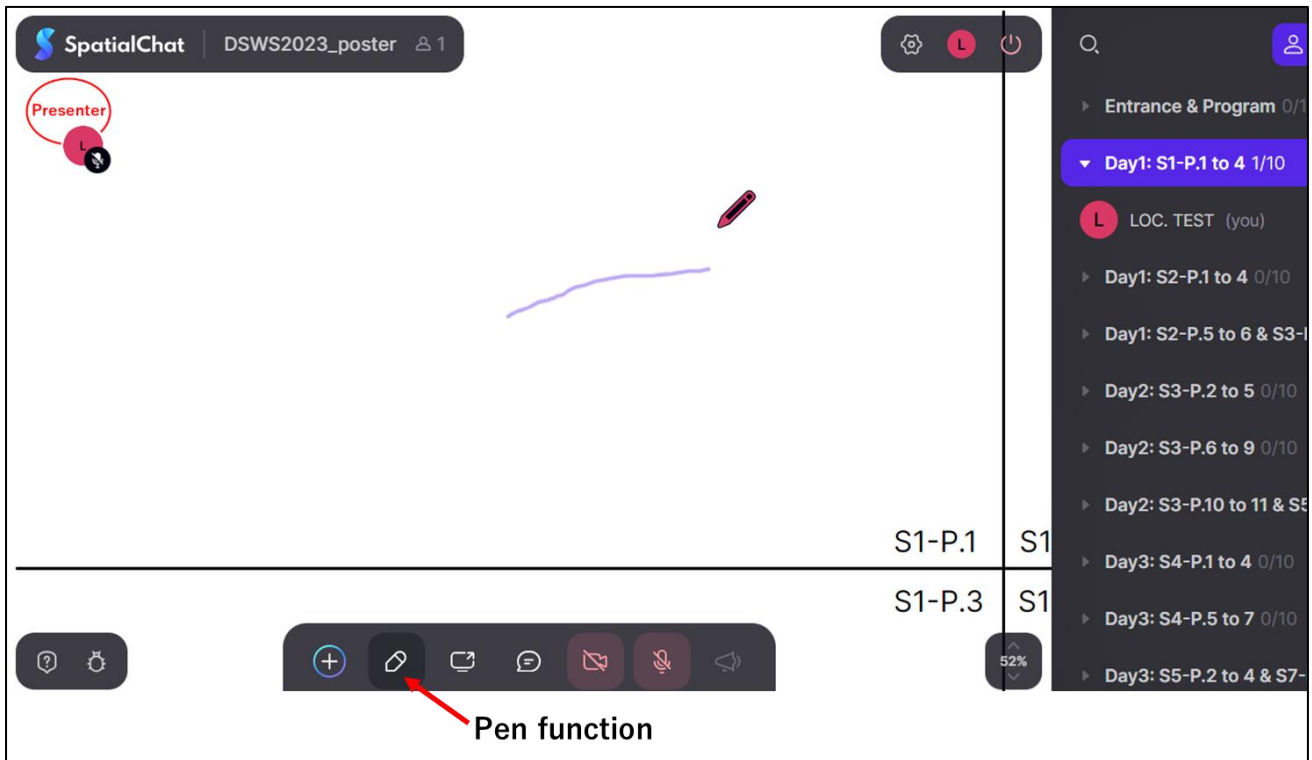 SpatialChat DSWS2023_poster 1
L
Presenter
L
S1-P.1 S1
S1-P.3 S1
52%
Pen function
Entrance & Program 0/1
Day1: S1-P.1 to 4 1/10
L LOC. TEST (you)
Day1: S2-P.1 to 4 0/10
Day1: S2-P.5 to 6 & S3-
Day2: S3-P.2 to 5 0/10
Day2: S3-P.6 to 9 0/10
Day2: S3-P.10 to 11 & S5
Day3: S4-P.1 to 4 0/10
Day3: S4-P.5 to 7 0/10
Day3: S5-P.2 to 4 & S7-